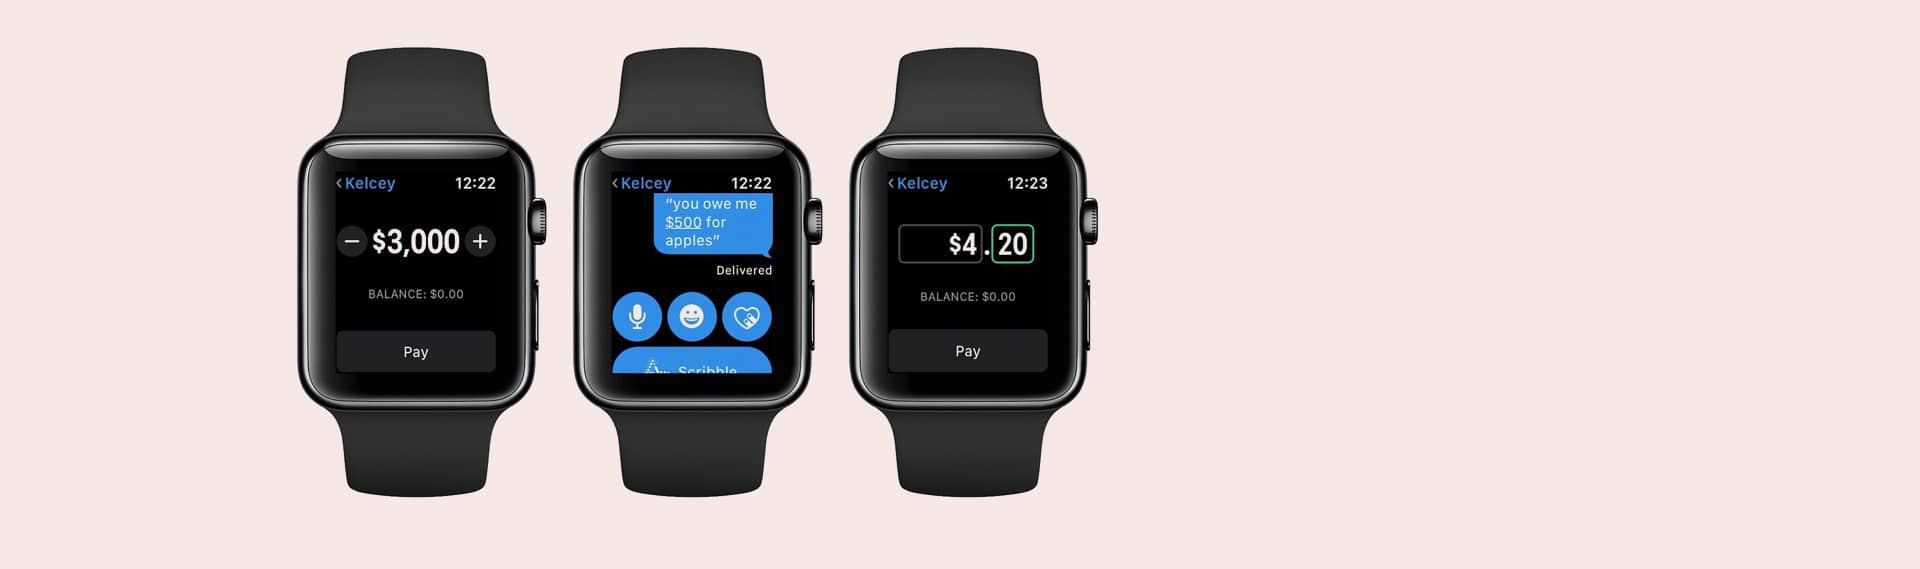 Kelcey 12:22
$3,000
BALANCE: $0.00
Pay
Kelcey 12:22
“you owe me
$500 for
apples”
Delivered
Scribble
Kelcey 12:23
$4.20
BALANCE: $0.00
Pay